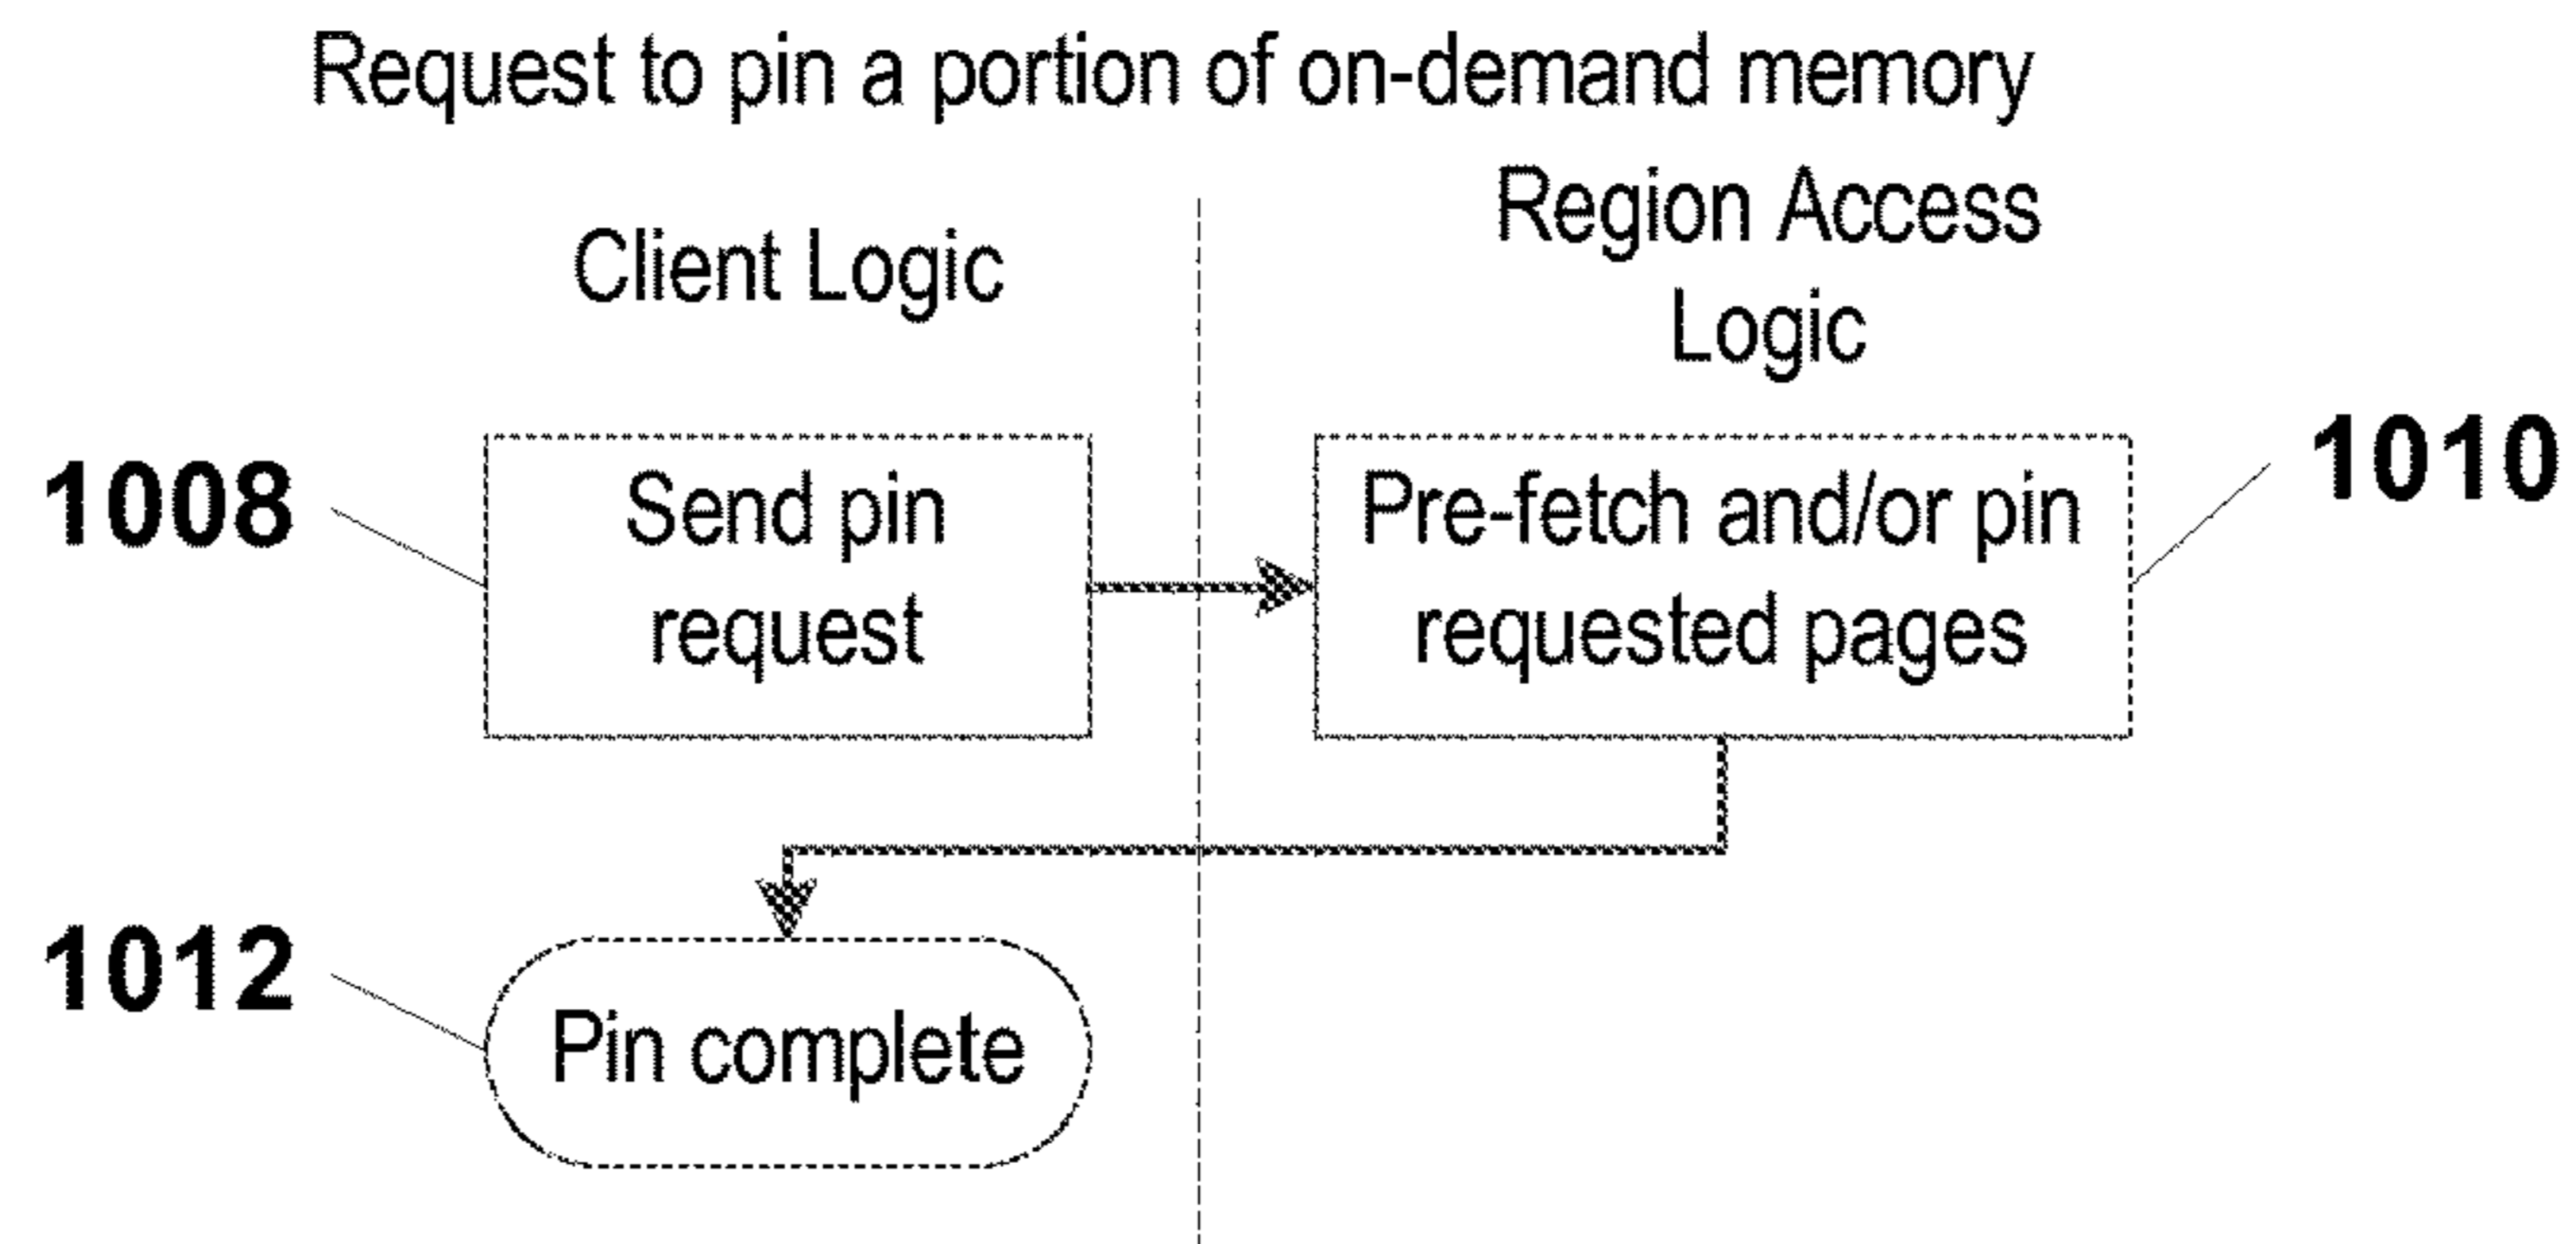 Request to pin a portion of on-demand memory
Client Logic
Region Access
Logic
1008
Send pin
request
Pre-fetch and/or pin
requested pages
1010
1012
Pin complete